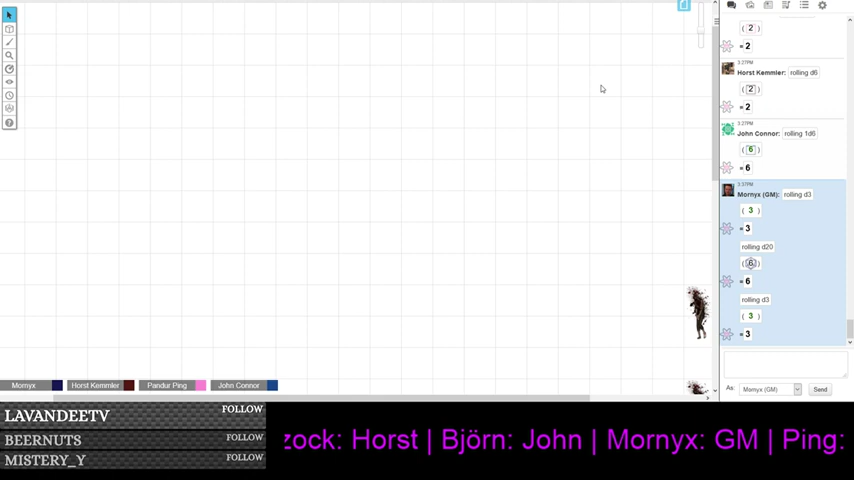 ( 2 )
= 2
3:27PM
Horst Kemmler: rolling d6
( 2 )
= 2
3:27PM
John Connor: rolling 1d6
( 6 )
= 6
3:37PM
Mornyx (GM): rolling d3
( 3 )
= 3
rolling d20
( 6 )
= 6
rolling d3
( 3 )
= 3
As Mornyx (GM) Send
Mornyx Horst Kemmler Pandur Ping John Connor
LAVANDEETV FOLLOW
BEERNUTS FOLLOW
MISTERY_Y FOLLOW
zock: Horst | Björn: John | Mornyx: GM | Ping: